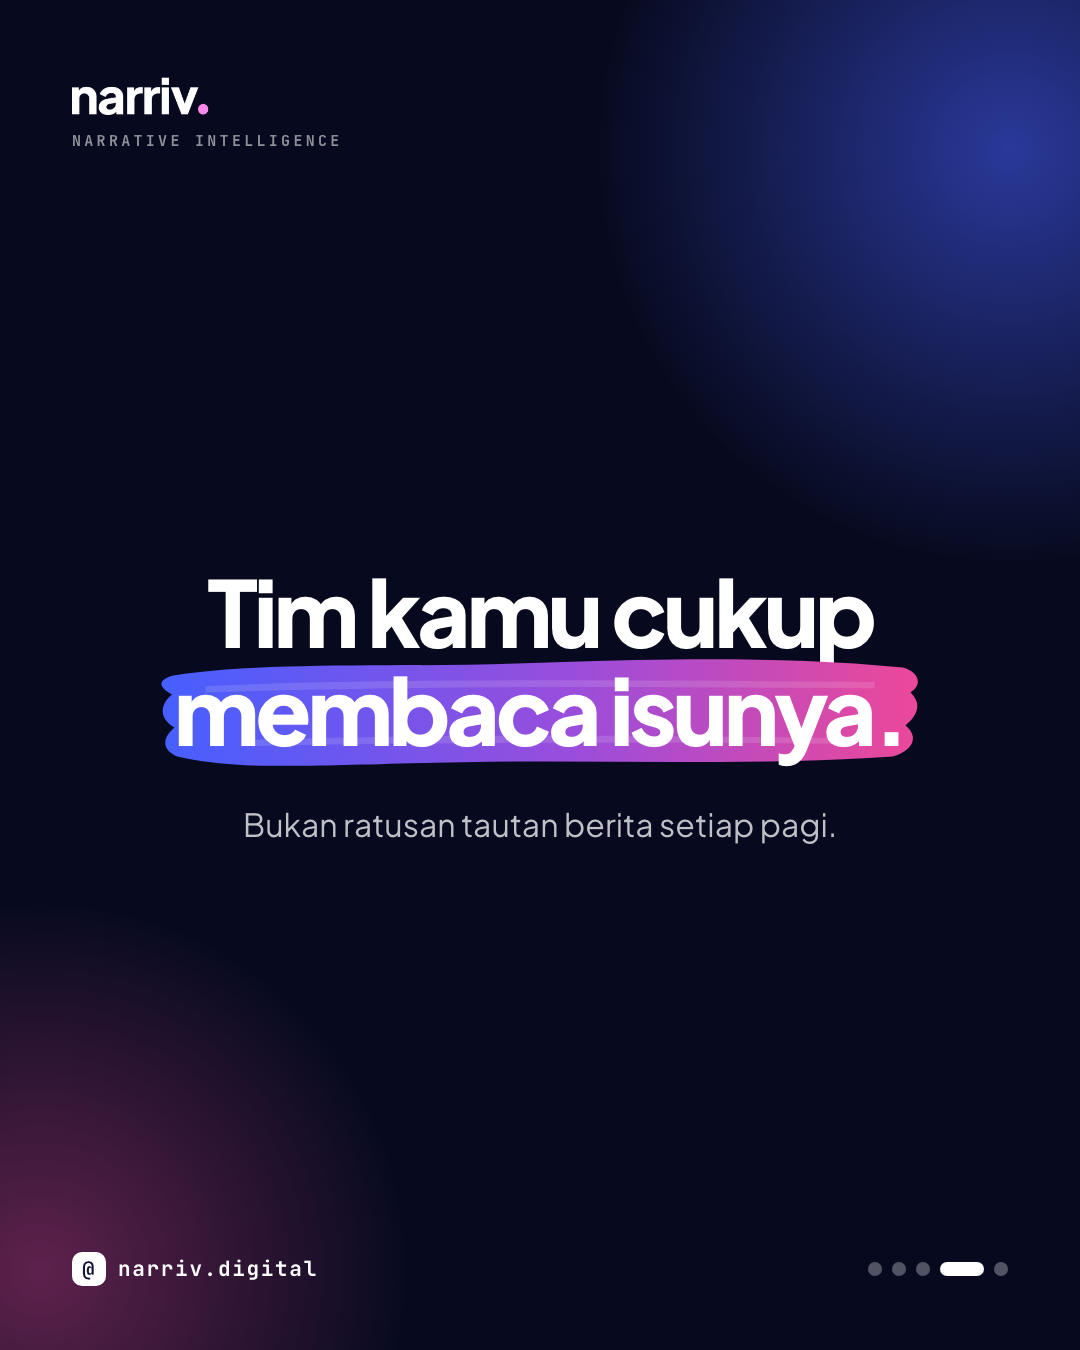 narriv.
NARRATIVE INTELLIGENCE
Tim kamu cukup
membaca isunya.
Bukan ratusan tautan berita setiap pagi.
@ narriv.digital